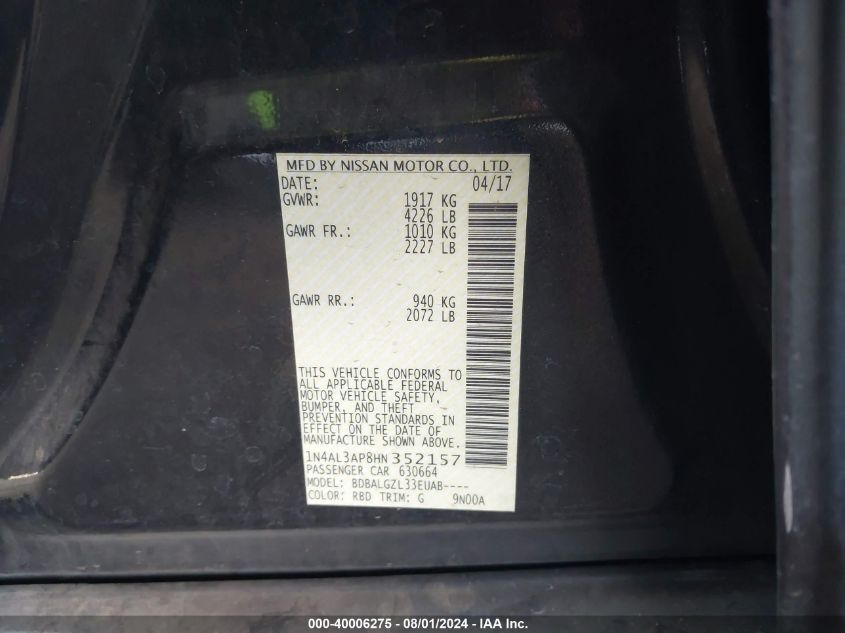 MFD BY NISSAN MOTOR CO., LTD.
DATE: 04/17
GVWR: 1917 KG
4226 LB
GAWR FR.: 1010 KG
2227 LB
GAWR RR.: 940 KG
2072 LB
THIS VEHICLE CONFORMS TO
ALL APPLICABLE FEDERAL
MOTOR VEHICLE SAFETY,
BUMPER, AND THEFT
PREVENTION STANDARDS IN
EFFECT ON THE DATE OF
MANUFACTURE SHOWN ABOVE.
1N4AL3AP8HN352157
PASSENGER CAR 630664
MODEL: BDBALGZL33EUAB----
COLOR: RBD TRIM: G 9N00A
000-40006275 - 08/01/2024 - IAA Inc.